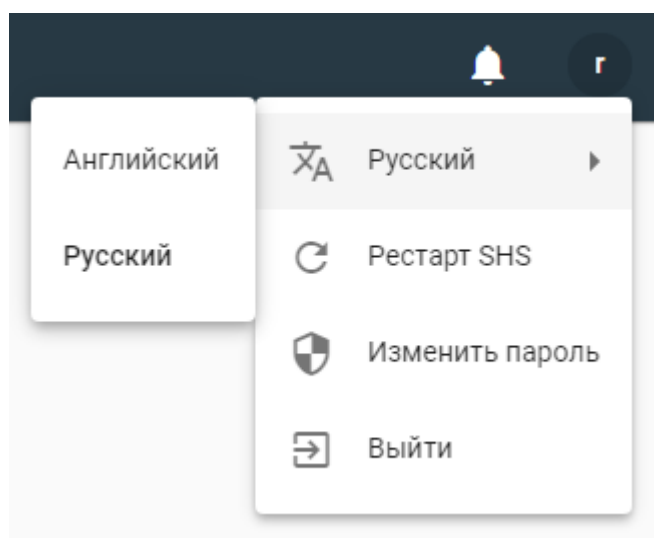 r
Английский
Русский
Русский
Рестарт SHS
Изменить пароль
Выйти